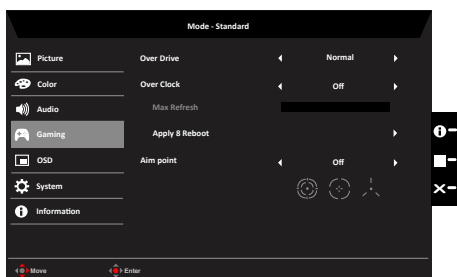 Mode - Standard
Picture
Over Drive Normal
Color
Over Clock Off
Audio
Max Refresh
Gaming
Apply 8 Reboot
OSD
Aim point Off
System
Information
Move Enter